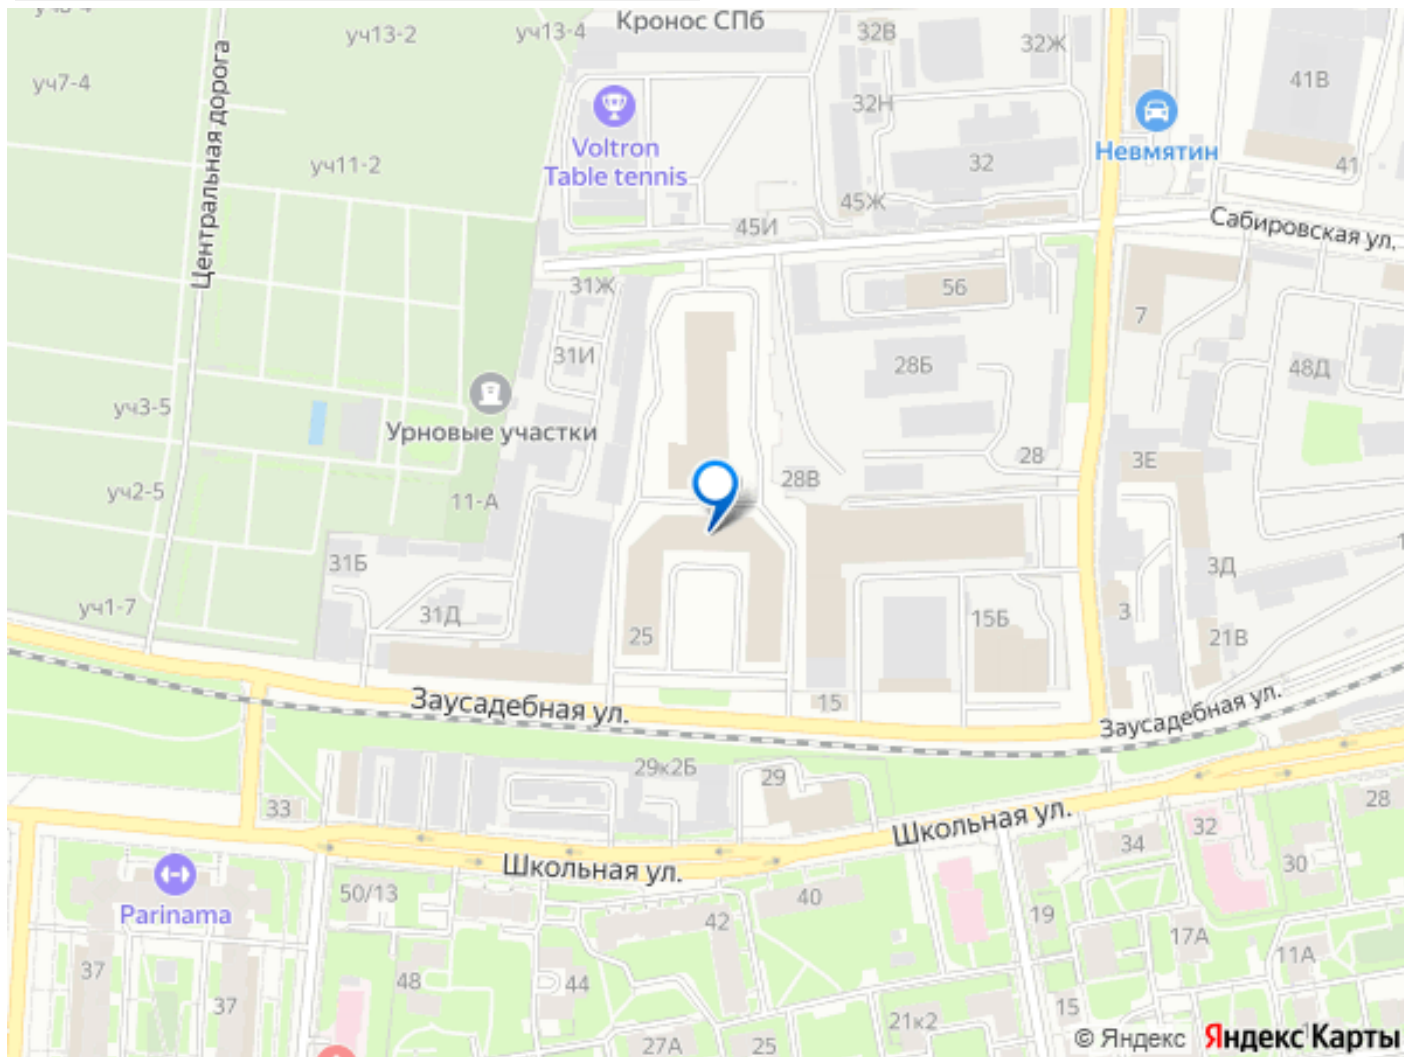 уч13-2
уч13-4
Кронос СПб
32В
32Ж
уч7-4
41В
Центральная дорога
Voltron
Table tennis
32Н
Невмятин
уч11-2
32
41
45Ж
45И
Сабировская ул.
31Ж
56
7
31И
28Б
48Д
уч3-5
Урновые участки
28
3Е
уч2-5
11-А
28В
31Б
3Д
уч1-7
31Д
25
15Б
3
21В
15
Заусадебная ул.
Заусадебная ул.
29к2Б
29
33
Школьная ул.
28
32
34
30
Школьная ул.
50/13
40
Parinama
42
19
17А
11А
37
48
44
37
21к2
15
27А
25
© Яндекс Яндекс Карты